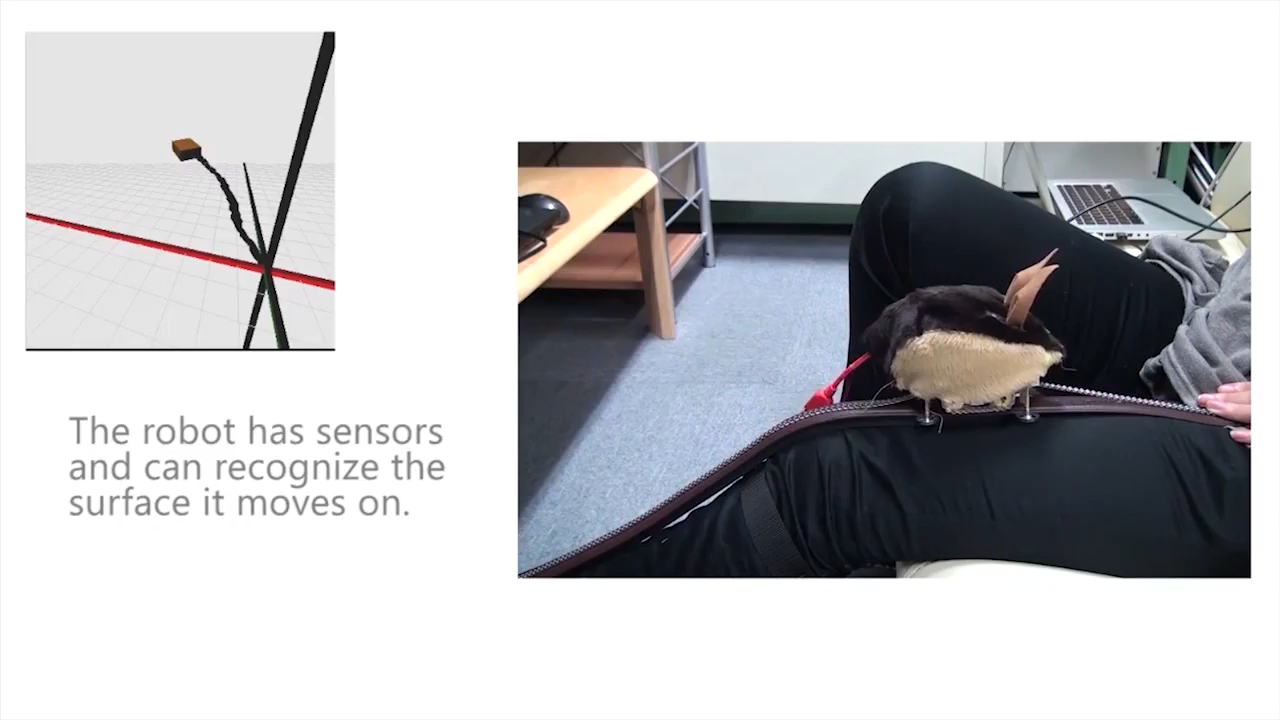 The robot has sensors
and can recognize the
surface it moves on.